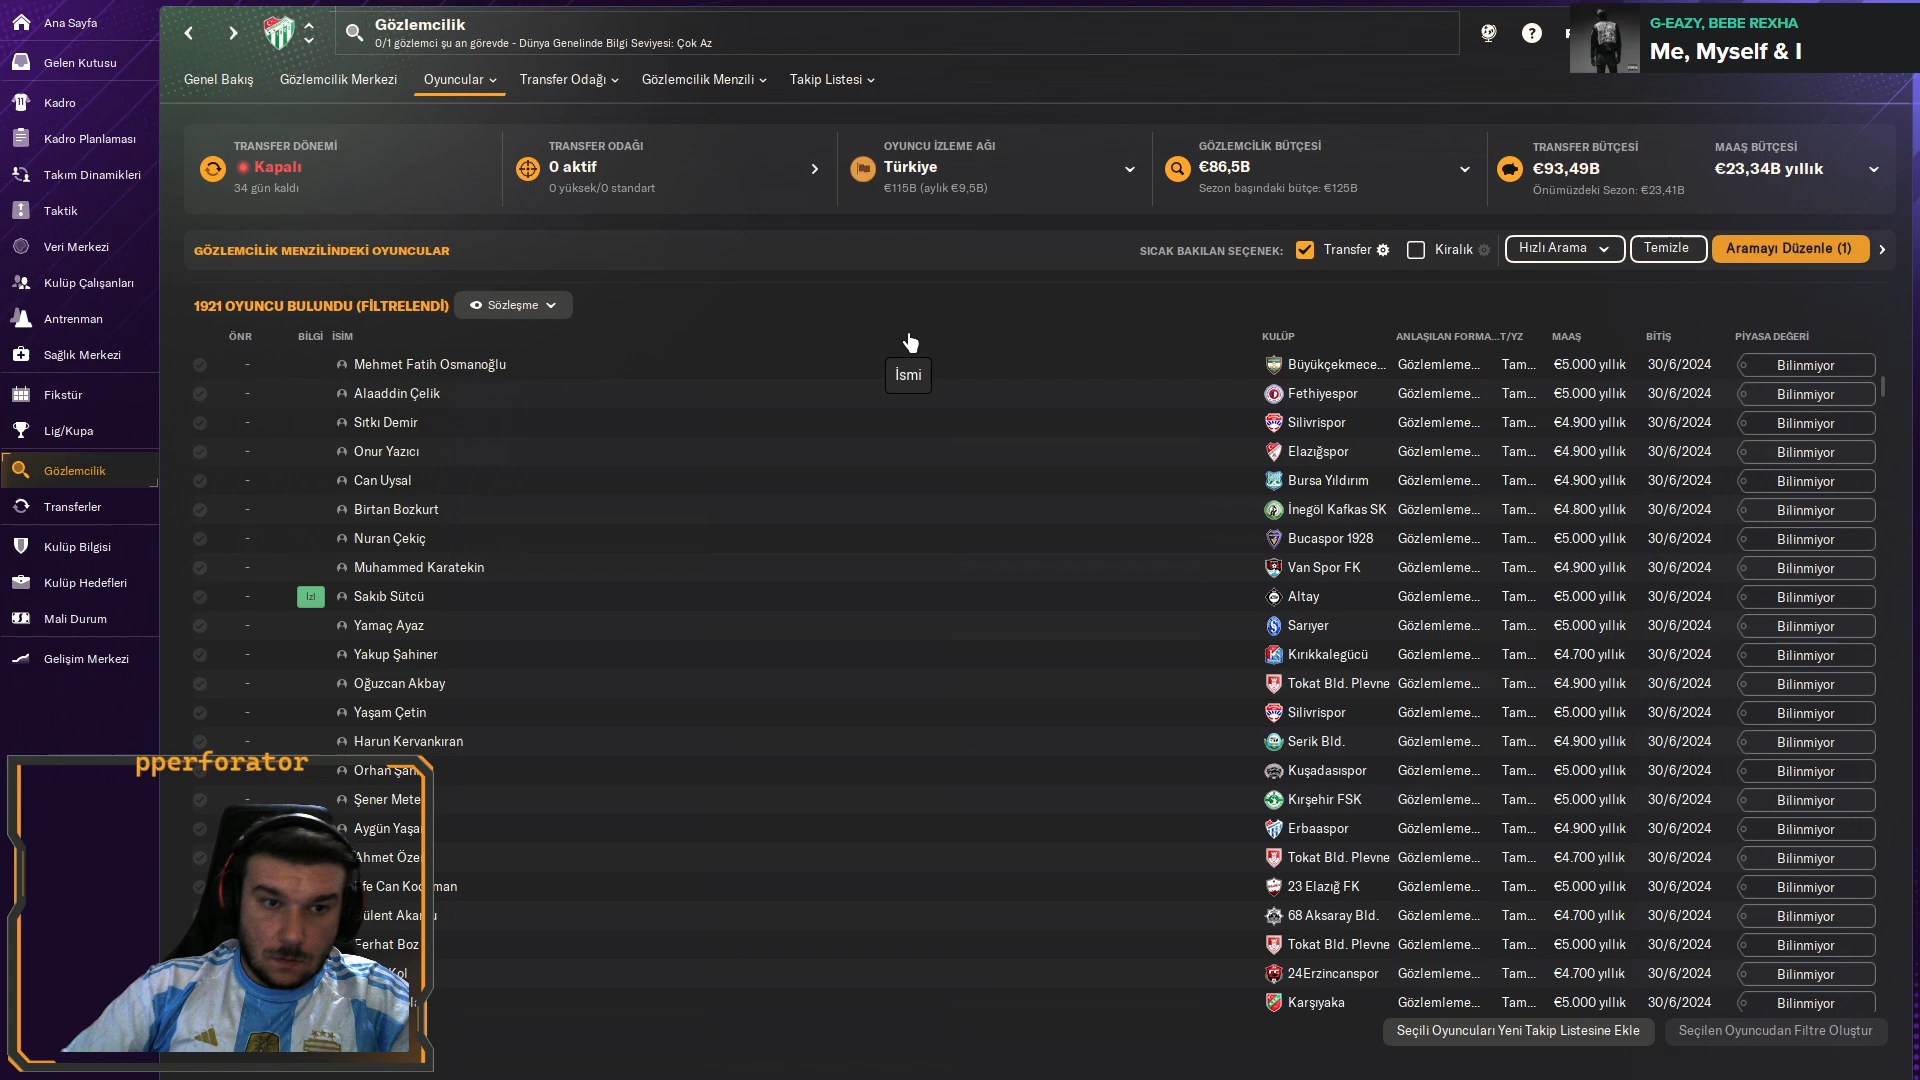 Ana Sayfa
Gelen Kutusu
Kadro
Kadro Planlaması
Takım Dinamikleri
Taktik
Veri Merkezi
Kulüp Çalışanları
Antrenman
Sağlık Merkezi
Fikstür
Lig/Kupa
Gözlemcilik
Transferler
Kulüp Bilgisi
Kulüp Hedefleri
Mali Durum
Gelişim Merkezi
Gözlemcilik
0/1 gözlemci şu an görevde - Dünya Genelinde Bilgi Seviyesi: Çok Az
G-EAZY, BEBE REXHA
Me, Myself & I
Genel Bakış Gözlemcilik Merkezi Oyuncular Transfer Odağı Gözlemcilik Menzili Takip Listesi
TRANSFER DÖNEMİ
Kapalı
34 gün kaldı
TRANSFER ODAĞI
0 aktif
0 yüksek/0 standart
OYUNCU İZLEME AĞI
Türkiye
€115B (aylık €9,5B)
GÖZLEMCİLİK BÜTÇESİ
€86,5B
Sezon başındaki bütçe: €125B
TRANSFER BÜTÇESİ
€93,49B
Önümüzdeki Sezon: €23,41B
MAAŞ BÜTÇESİ
€23,34B yıllık
GÖZLEMCİLİK MENZİLİNDEKİ OYUNCULAR
SICAK BAKILAN SEÇENEK: Transfer Kiralık Hızlı Arama Temizle Aramayı Düzenle (1)
1921 OYUNCU BULUNDU (FİLTRELENDİ) Sözleşme
ÖNR BİLGİ İSİM KULÜP ANLAŞILAN FORMA... T/YZ MAAŞ BİTİŞ PİYASA DEĞERİ
- Mehmet Fatih Osmanoğlu Büyükçekmece... Gözlemleme... Tam... €5.000 yıllık 30/6/2024 Bilinmiyor
İsmi
- Alaaddin Çelik Fethiyespor Gözlemleme... Tam... €5.000 yıllık 30/6/2024 Bilinmiyor
- Sıtkı Demir Silivrispor Gözlemleme... Tam... €4.900 yıllık 30/6/2024 Bilinmiyor
- Onur Yazıcı Elazığspor Gözlemleme... Tam... €4.900 yıllık 30/6/2024 Bilinmiyor
- Can Uysal Bursa Yıldırım Gözlemleme... Tam... €4.900 yıllık 30/6/2024 Bilinmiyor
- Birtan Bozkurt İnegöl Kafkas SK Gözlemleme... Tam... €4.800 yıllık 30/6/2024 Bilinmiyor
- Nuran Çekiç Bucaspor 1928 Gözlemleme... Tam... €5.000 yıllık 30/6/2024 Bilinmiyor
- Muhammed Karatekin Van Spor FK Gözlemleme... Tam... €4.900 yıllık 30/6/2024 Bilinmiyor
- İzl Sakıb Sütcü Altay Gözlemleme... Tam... €5.000 yıllık 30/6/2024 Bilinmiyor
- Yamaç Ayaz Sarıyer Gözlemleme... Tam... €5.000 yıllık 30/6/2024 Bilinmiyor
- Yakup Şahiner Kırıkkalegücü Gözlemleme... Tam... €4.700 yıllık 30/6/2024 Bilinmiyor
- Oğuzcan Akbay Tokat Bld. Plevne Gözlemleme... Tam... €4.900 yıllık 30/6/2024 Bilinmiyor
- Yaşam Çetin Silivrispor Gözlemleme... Tam... €5.000 yıllık 30/6/2024 Bilinmiyor
- Harun Kervankıran Serik Bld. Gözlemleme... Tam... €4.900 yıllık 30/6/2024 Bilinmiyor
pperforator
Orhan Kuşadasıspor Gözlemleme... Tam... €5.000 yıllık 30/6/2024 Bilinmiyor
- Şener Mete Kırşehir FSK Gözlemleme... Tam... €5.000 yıllık 30/6/2024 Bilinmiyor
Aygün Erbaaspor Gözlemleme... Tam... €4.900 yıllık 30/6/2024 Bilinmiyor
Ahmet Tokat Bld. Plevne Gözlemleme... Tam... €4.700 yıllık 30/6/2024 Bilinmiyor
Can 23 Elazığ FK Gözlemleme... Tam... €5.000 yıllık 30/6/2024 Bilinmiyor
68 Aksaray Bld. Gözlemleme... Tam... €4.700 yıllık 30/6/2024 Bilinmiyor
Ferhat Boz Tokat Bld. Plevne Gözlemleme... Tam... €5.000 yıllık 30/6/2024 Bilinmiyor
Kol 24Erzincanspor Gözlemleme... Tam... €4.700 yıllık 30/6/2024 Bilinmiyor
Karşıyaka Gözlemleme... Tam... €5.000 yıllık 30/6/2024 Bilinmiyor
Seçili Oyuncuları Yeni Takip Listesine Ekle Seçilen Oyuncudan Filtre Oluştur